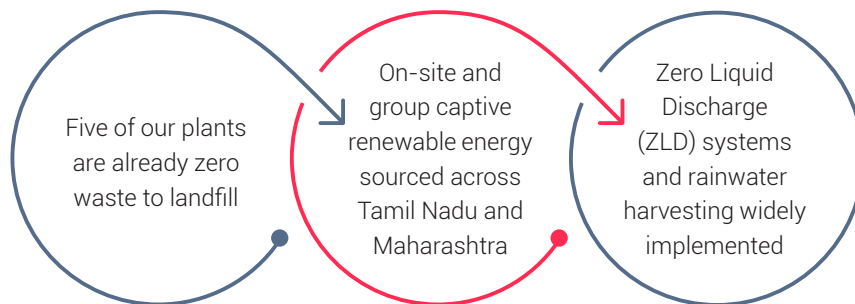 Five of our plants
are already zero
waste to landfill
On-site and
group captive
renewable energy
sourced across
Tamil Nadu and
Maharashtra
Zero Liquid
Discharge
(ZLD) systems
and rainwater
harvesting widely
implemented